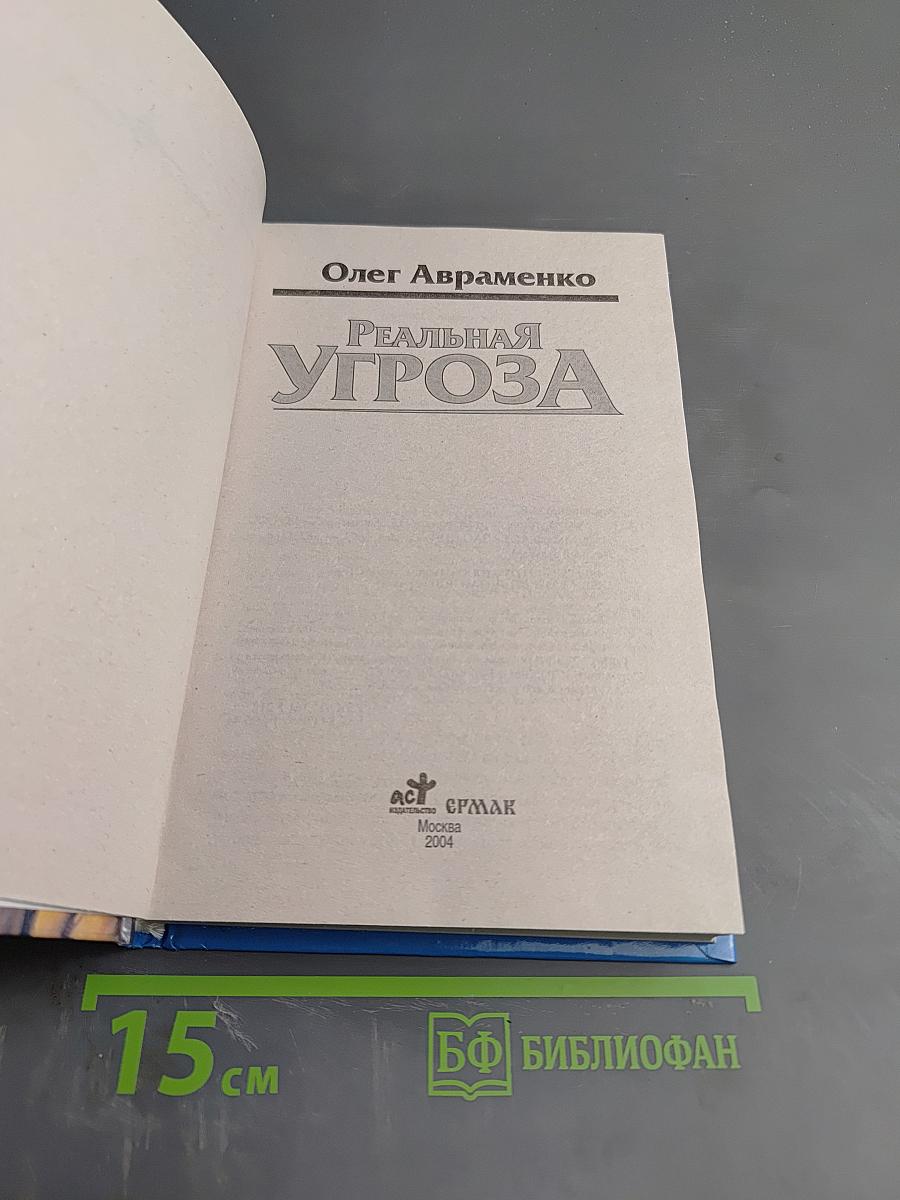 Олег Авраменко
Реальная
УГРОЗА
аст ЕРМАК
ИЗДАТЕЛЬСТВО
Москва
2004
15 см
БФ БИБЛИОФАН